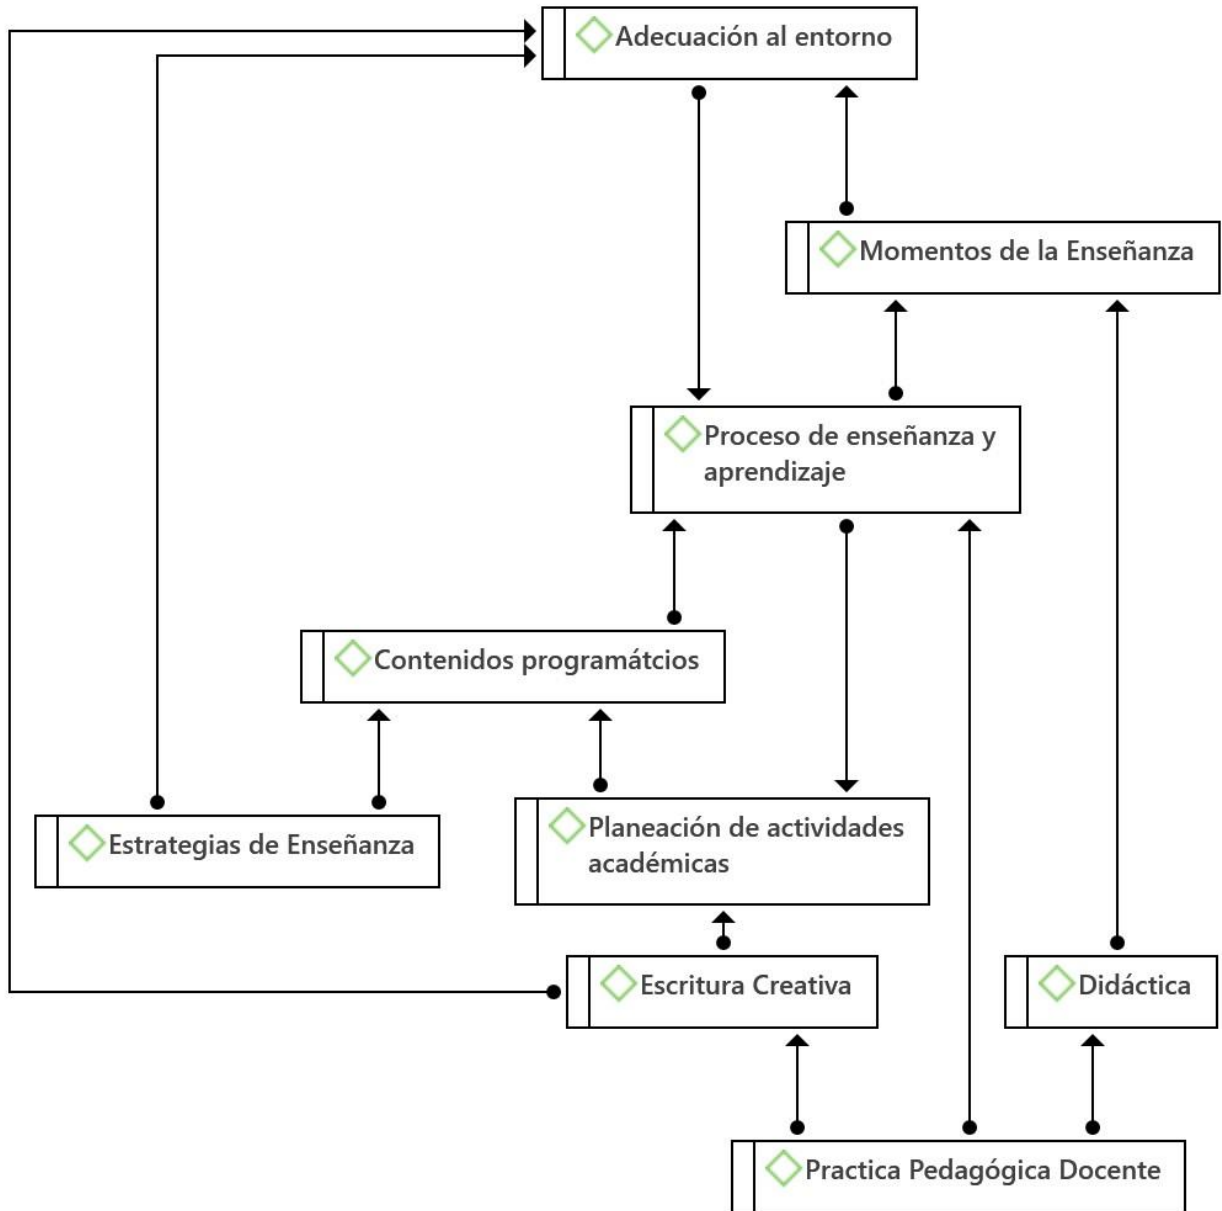 Adecuación al entorno
Momentos de la Enseñanza
Proceso de enseñanza y
aprendizaje
Contenidos programátcios
Estrategias de Enseñanza
Planeación de actividades
académicas
Escritura Creativa
Didáctica
Practica Pedagógica Docente